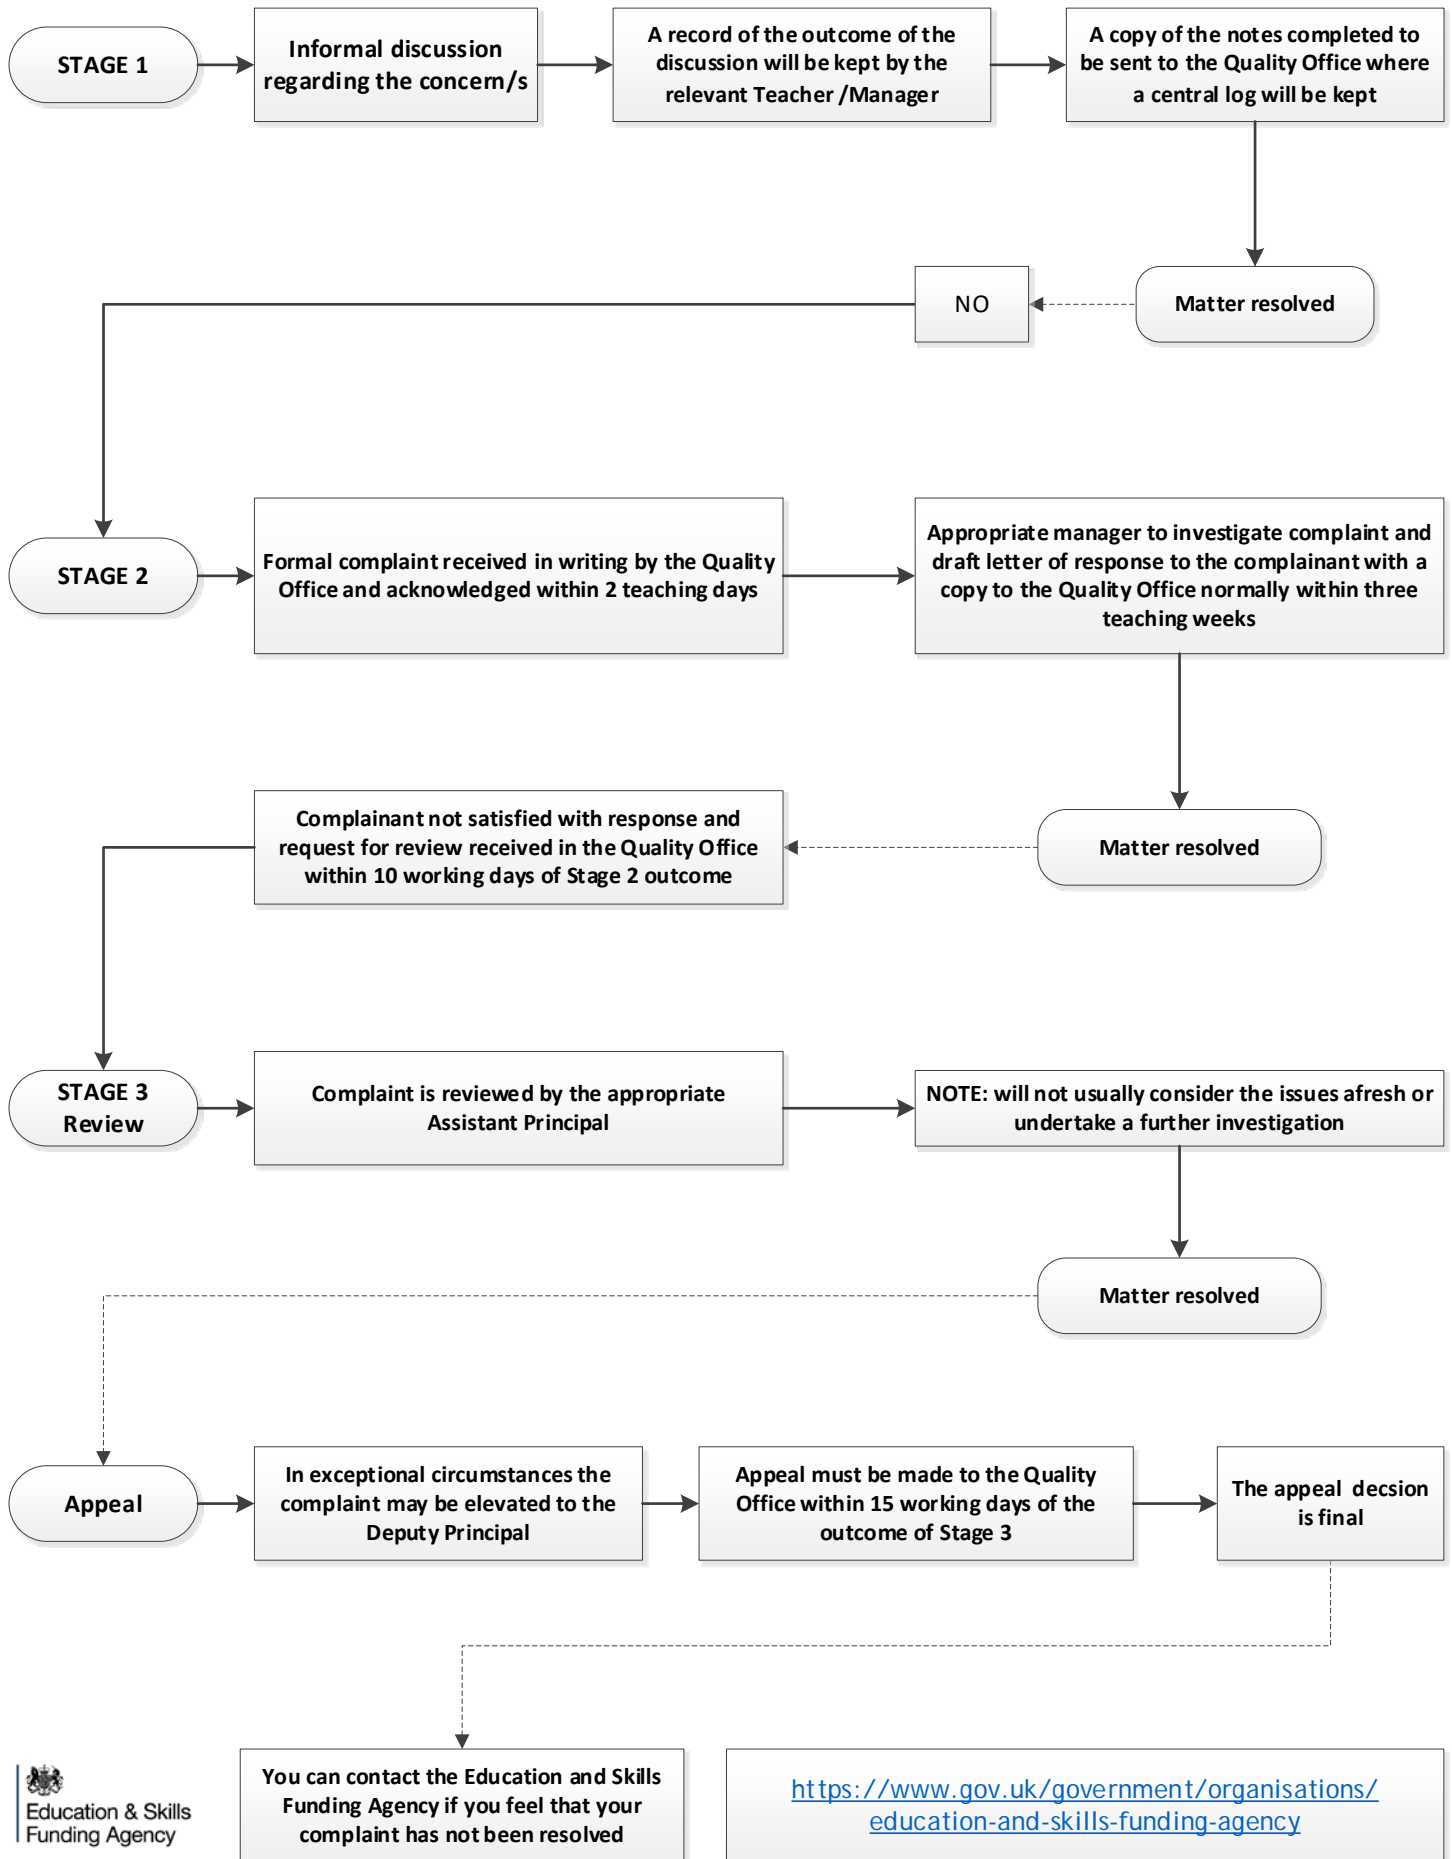 STAGE 1
Informal discussion
regarding the concern/s
A record of the outcome of the
discussion will be kept by the
relevant Teacher /Manager
A copy of the notes completed to
be sent to the Quality Office where
a central log will be kept
Matter resolved
NO
STAGE 2
Formal complaint received in writing by the Quality
Office and acknowledged within 2 teaching days
Appropriate manager to investigate complaint and
draft letter of response to the complainant with a
copy to the Quality Office normally within three
teaching weeks
Matter resolved
Complainant not satisfied with response and
request for review received in the Quality Office
within 10 working days of Stage 2 outcome
STAGE 3
Review
Complaint is reviewed by the appropriate
Assistant Principal
NOTE: will not usually consider the issues afresh or
undertake a further investigation
Matter resolved
Appeal
In exceptional circumstances the
complaint may be elevated to the
Deputy Principal
Appeal must be made to the Quality
Office within 15 working days of the
outcome of Stage 3
The appeal decsion
is final
Education & Skills
Funding Agency
You can contact the Education and Skills
Funding Agency if you feel that your
complaint has not been resolved
https://www.gov.uk/government/organisations/
education-and-skills-funding-agency